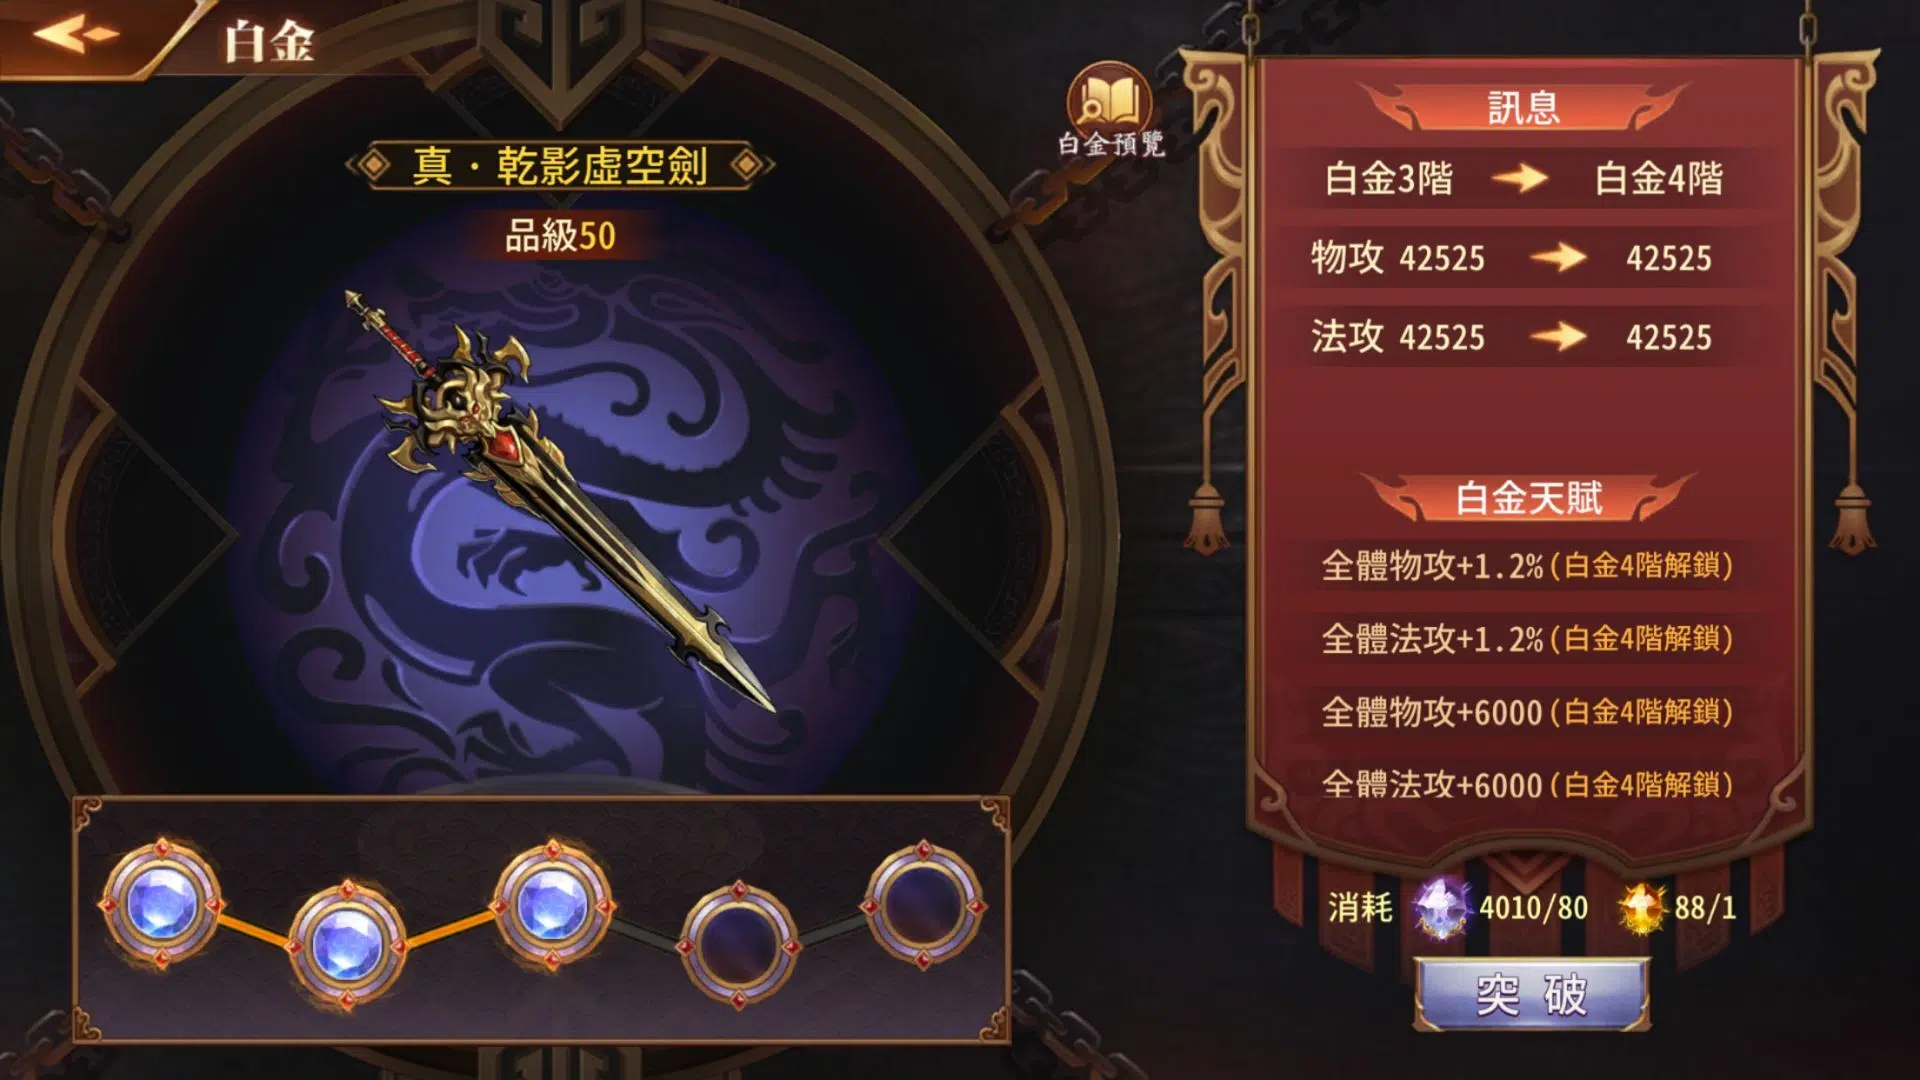 白金
真·乾影虛空劍
品級50
白金預覽
訊息
白金3階 白金4階
物攻 42525 42525
法攻 42525 42525
白金天賦
全體物攻+1.2%(白金4階解鎖)
全體法攻+1.2%(白金4階解鎖)
全體物攻+6000(白金4階解鎖)
全體法攻+6000(白金4階解鎖)
消耗 4010/80 88/1
突破